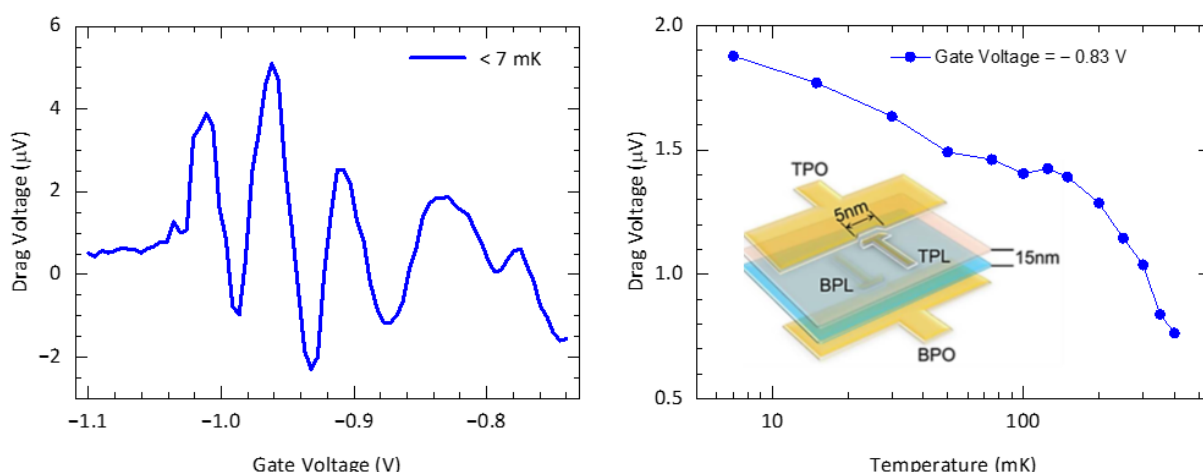 6
4
2
0
−2
Drag Voltage (μV)
< 7 mK
−1.1
−1.0
−0.9
−0.8
Gate Voltage (V)
2.0
1.5
1.0
0.5
Drag Voltage (μV)
Gate Voltage = − 0.83 V
TPO
5nm
TPL
15nm
BPL
BPO
10
100
Temperature (mK)